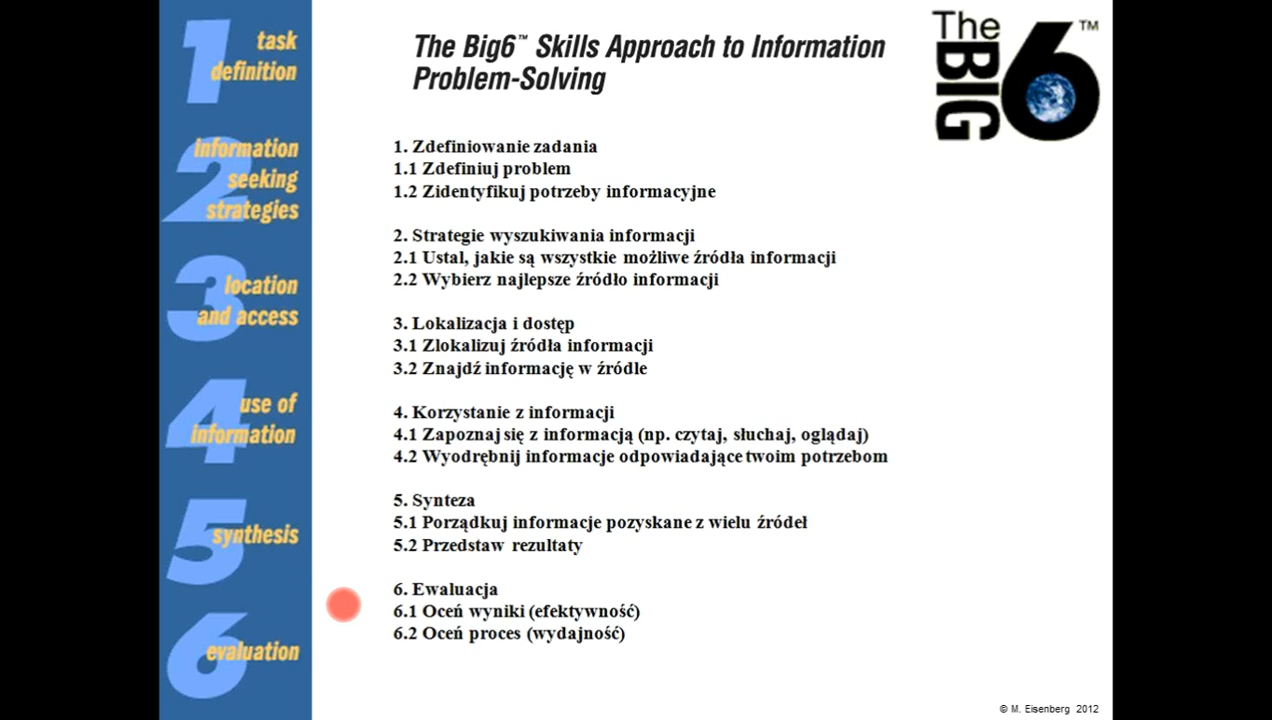 1 task
definition
2 information
seeking
strategies
3 location
and access
4 use of
information
5 synthesis
6 evaluation
The Big6™ Skills Approach to Information
Problem-Solving
The BIG 6 ™
1. Zdefiniowanie zadania
1.1 Zdefiniuj problem
1.2 Zidentyfikuj potrzeby informacyjne
2. Strategie wyszukiwania informacji
2.1 Ustal, jakie są wszystkie możliwe źródła informacji
2.2 Wybierz najlepsze źródło informacji
3. Lokalizacja i dostęp
3.1 Zlokalizuj źródła informacji
3.2 Znajdź informację w źródle
4. Korzystanie z informacji
4.1 Zapoznaj się z informacją (np. czytaj, słuchaj, oglądaj)
4.2 Wyodrębnij informacje odpowiadające twoim potrzebom
5. Synteza
5.1 Porządkuj informacje pozyskane z wielu źródeł
5.2 Przedstaw rezultaty
6. Ewaluacja
6.1 Oceń wyniki (efektywność)
6.2 Oceń proces (wydajność)
© M. Eisenberg 2012